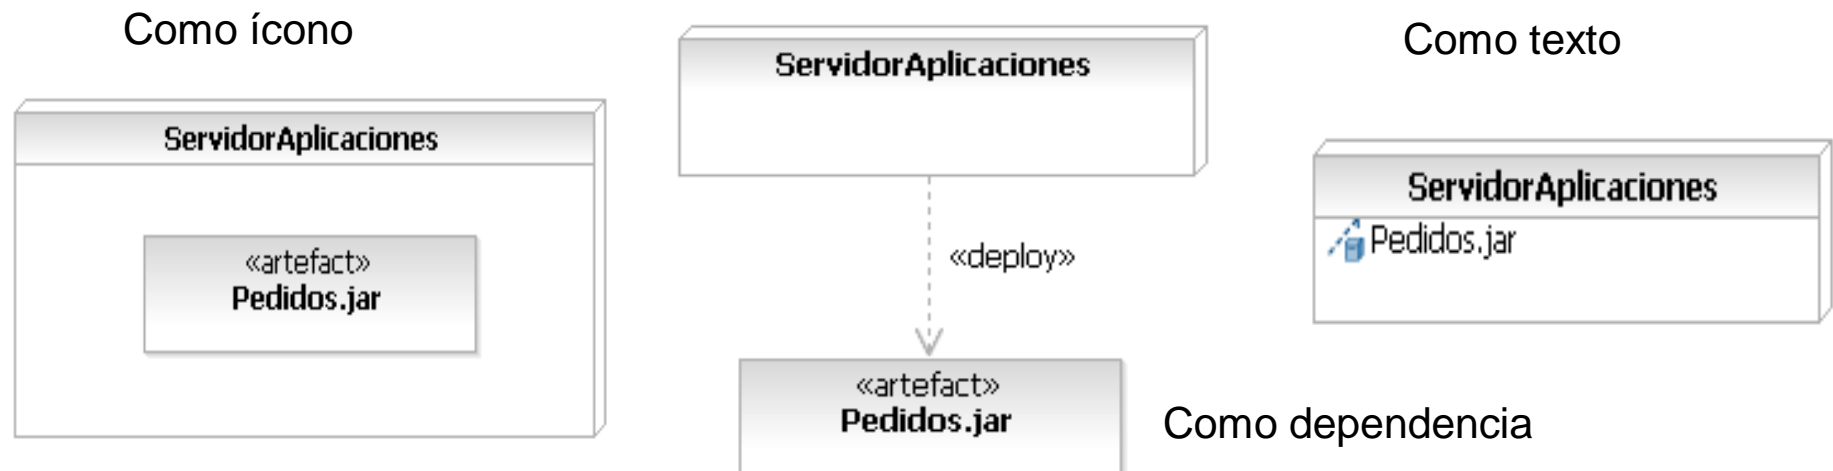 Como ícono
ServidorAplicaciones
«artefact»
Pedidos.jar
ServidorAplicaciones
«deploy»
«artefact»
Pedidos.jar
Como dependencia
Como texto
ServidorAplicaciones
Pedidos.jar